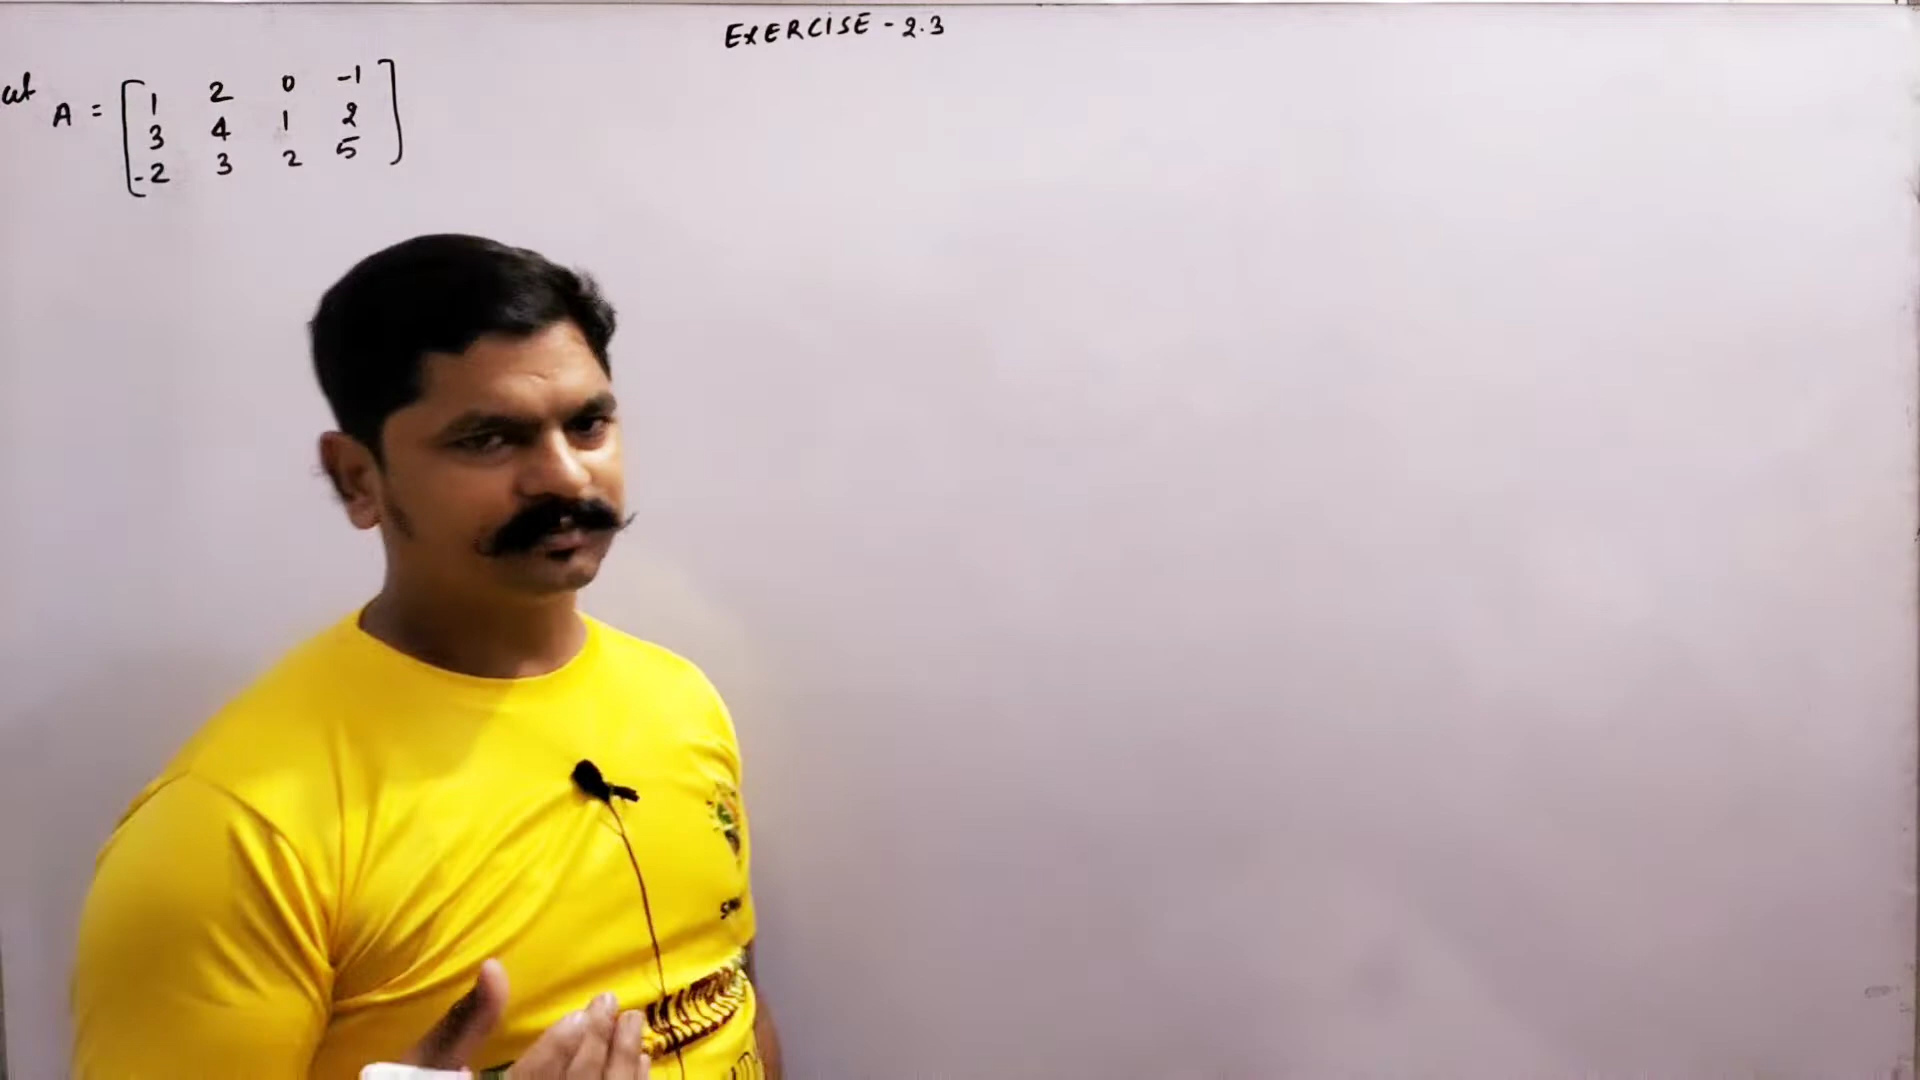 EXERCISE - 2.3
A = [ 1 2 0 -1
3 4 1 2
-2 3 2 5 ]